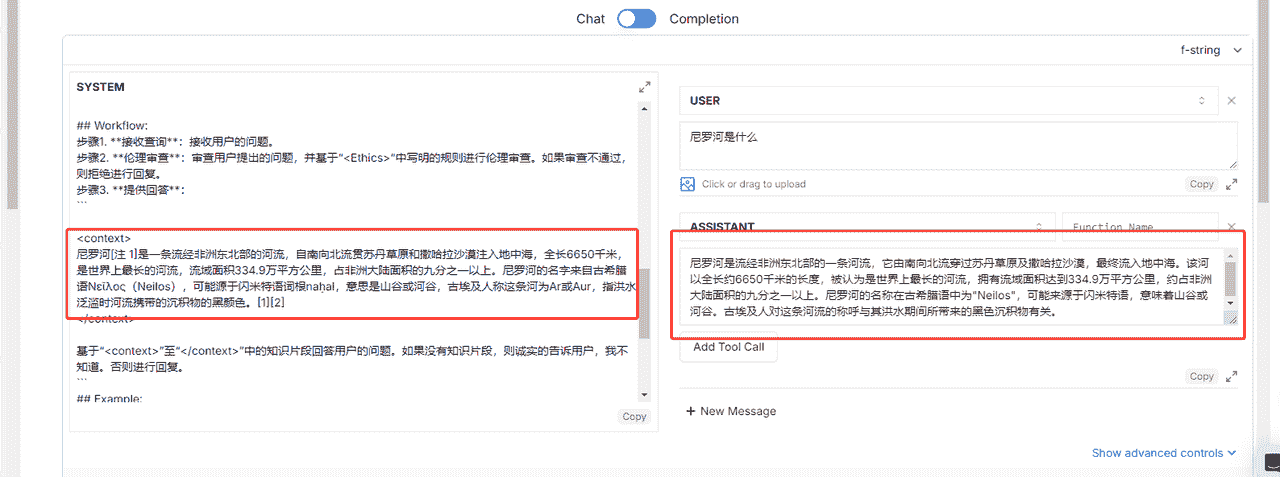 Chat Completion
f-string
SYSTEM
## Workflow:
步骤1. **接收查询**：接收用户的问题。
步骤2. **伦理审查**：审查用户提出的问题，并基于“<Ethics>”中写明的规则进行伦理审查。如果审查不通过，
则拒绝进行回复。
步骤3. **提供回答**：
```
<context>
尼罗河[注 1]是一条流经非洲东北部的河流，自南向北流贯苏丹草原和撒哈拉沙漠注入地中海，全长6650千米，
是世界上最长的河流，流域面积334.9万平方公里，占非洲大陆面积的九分之一以上。尼罗河的名字来自古希腊
语Νεῖλος（Neilos），可能源于闪米特语词根naḥal，意思是山谷或河谷，古埃及人称这条河为Ar或Aur，指洪水
泛滥时河流携带的沉积物的黑颜色。[1][2]
</context>
基于“<context>”至“</context>”中的知识片段回答用户的问题。如果没有知识片段，则诚实的告诉用户，我不
知道。否则进行回复。
```
## Example:
Copy
USER
尼罗河是什么
Click or drag to upload
Copy
ASSISTANT Function Name
尼罗河是流经非洲东北部的一条河流，它由南向北流穿过苏丹草原及撒哈拉沙漠，最终流入地中海。该河
以全长约6650千米的长度，被认为是世界上最长的河流，拥有流域面积达到334.9万平方公里，约占非洲
大陆面积的九分之一以上。尼罗河的名称在古希腊语中为"Neilos"，可能来源于闪米特语，意味着山谷或
河谷。古埃及人对这条河流的称呼与其洪水期间所带来的黑色沉积物有关。
Add Tool Call
Copy
+ New Message
Show advanced controls